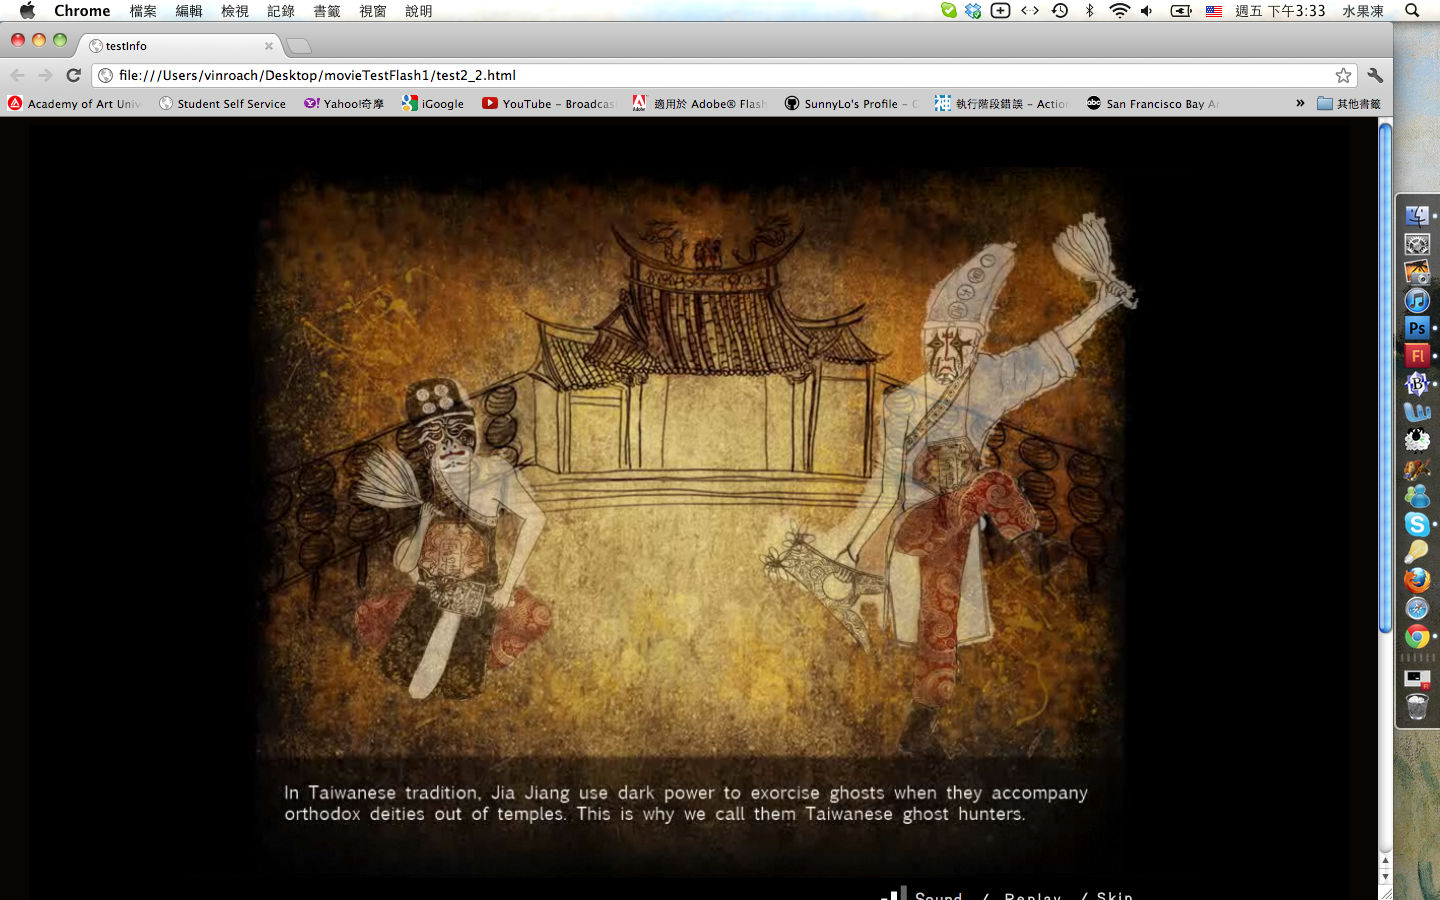 Chrome 檔案 編輯 檢視 記錄 書籤 視窗 說明 週五 下午3:33 水果凍
testInfo
file:///Users/vinroach/Desktop/movieTestFlash1/test2_2.html
Academy of Art Univ Student Self Service Yahoo!奇摩 iGoogle YouTube – Broadcas 適用於 Adobe® Flash SunnyLo's Profile – G 執行階段錯誤 – Action San Francisco Bay Ar » 其他書籤
Ps
Fl
In Taiwanese tradition, Jia Jiang use dark power to exorcise ghosts when they accompany
orthodox deities out of temples. This is why we call them Taiwanese ghost hunters.
Sound / Replay / Skip